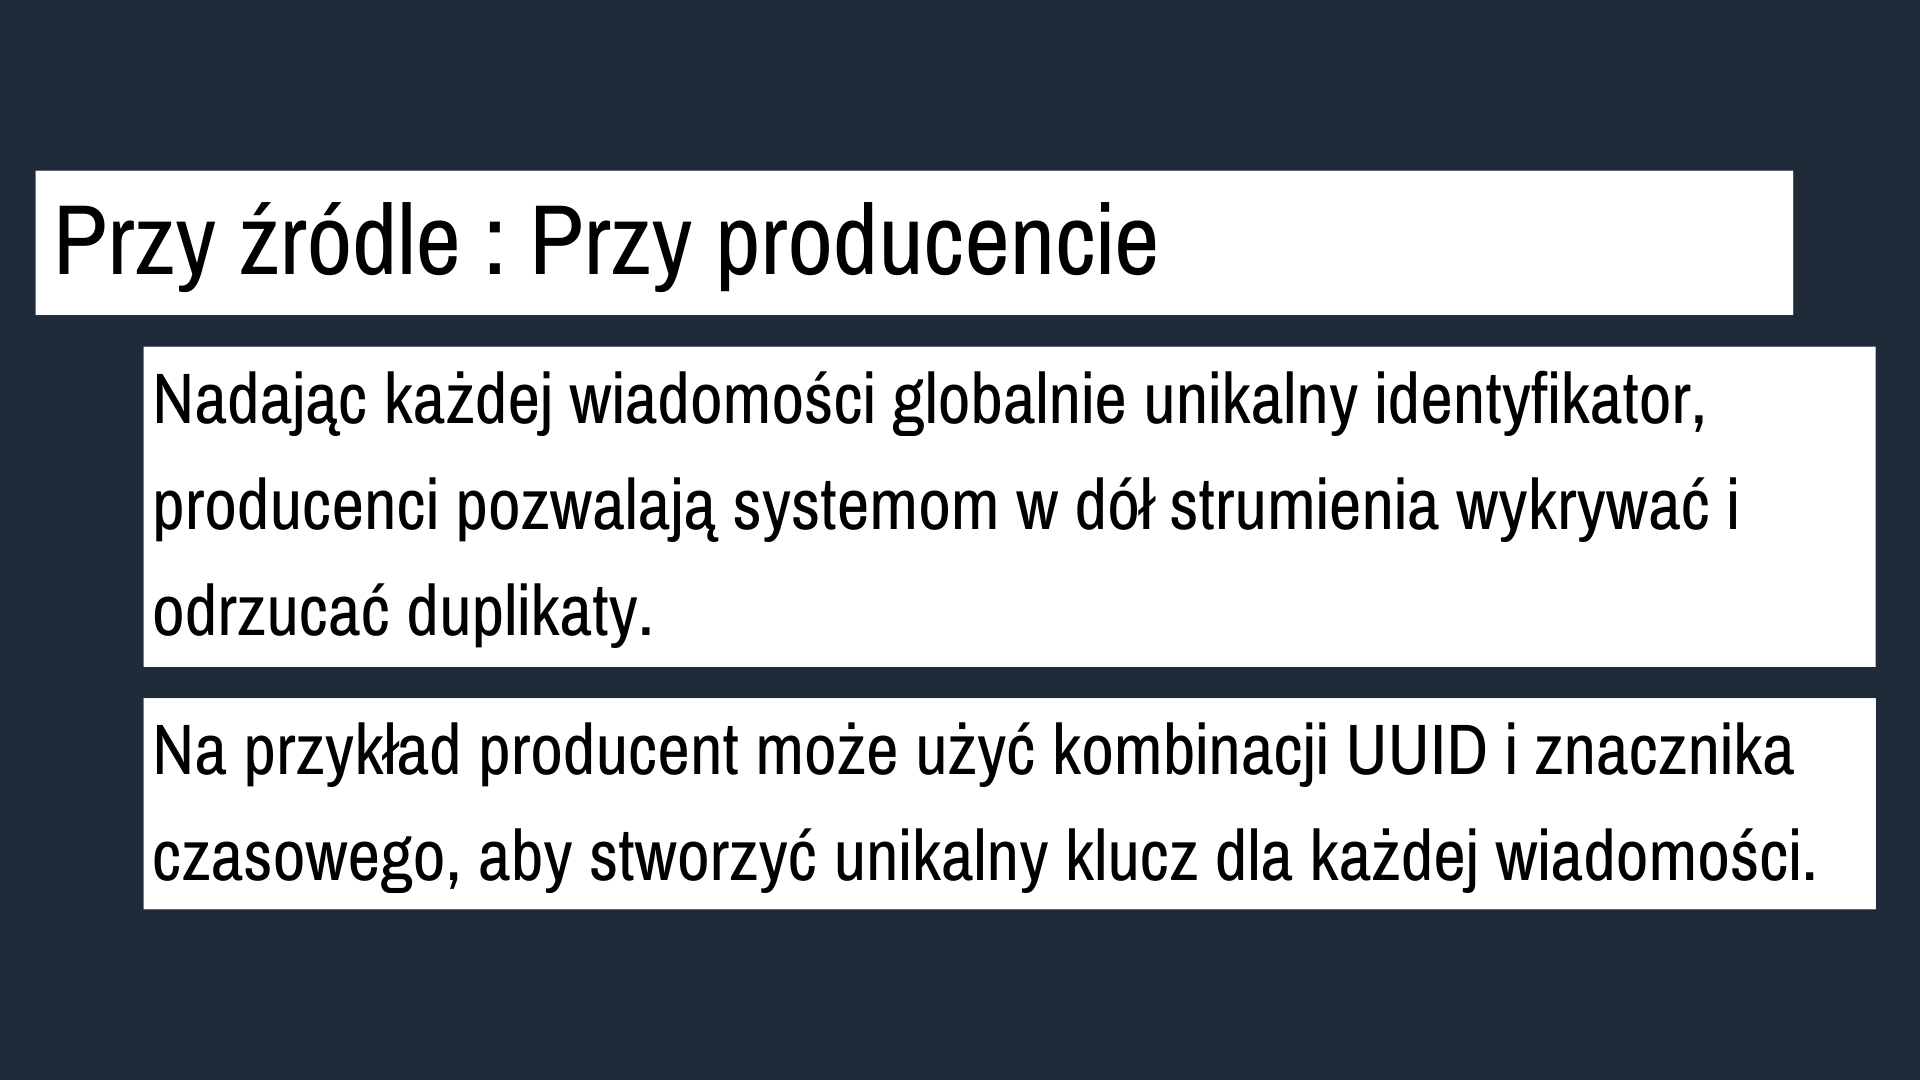 Przy źródle : Przy producencie
Nadając każdej wiadomości globalnie unikalny identyfikator,
producenci pozwalają systemom w dół strumienia wykrywać i
odrzucać duplikaty.
Na przykład producent może użyć kombinacji UUID i znacznika
czasowego, aby stworzyć unikalny klucz dla każdej wiadomości.